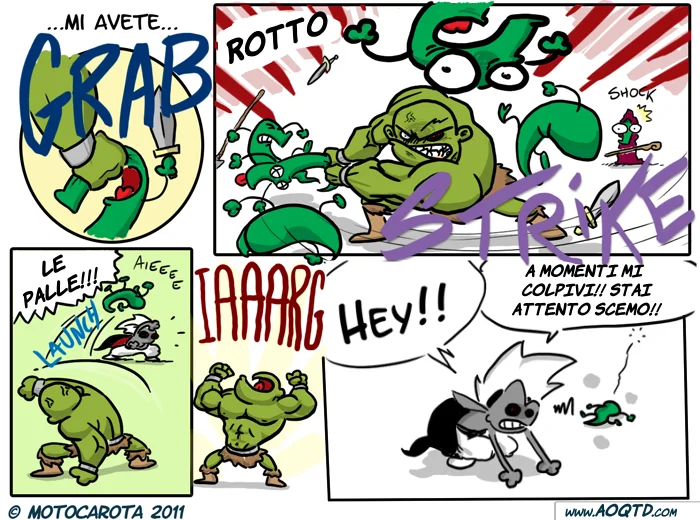 ...MI AVETE...
GRAB
ROTTO
SHOCK
STRIKE
LE
PALLE!!!
AIEEEE
LAUNCH
IAAARG
HEY!!
A MOMENTI MI
COLPIVI!! STAI
ATTENTO SCEMO!!
© MOTOCAROTA 2011
WWW.AOQTD.COM